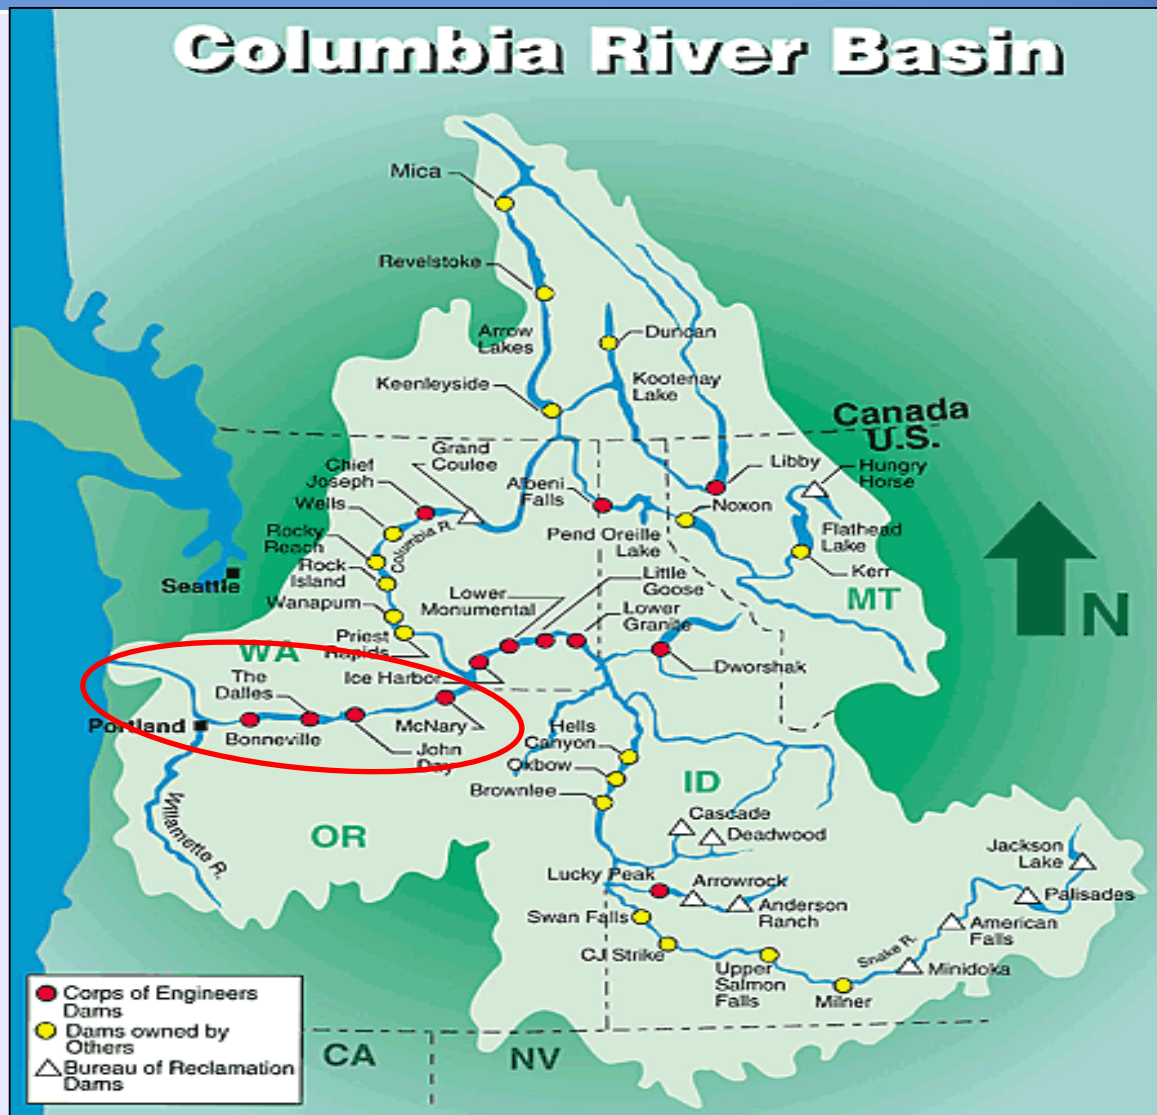 Columbia River Basin
Mica
Revelstoke
Arrow
Lakes
Duncan
Keenleyside
Kootenay
Lake
Canada
U.S.
Grand
Coulee
Chief
Joseph
Albeni
Falls
Libby
Hungry
Horse
Wells
Noxon
Columbia R.
Rocky
Reach
Pend Oreille
Lake
Flathead
Lake
Rock
Island
Kerr
Seattle
Little
Goose
Lower
Monumental
Wanapum
Lower
Granite
MT
N
Priest
Rapids
WA
Ice Harbor
Dworshak
The
Dalles
Portland
Bonneville
McNary
John
Day
Hells
Canyon
Oxbow
Brownlee
ID
Willamette R.
OR
Cascade
Deadwood
Jackson
Lake
Lucky Peak
Arrowrock
Palisades
Anderson
Ranch
Swan Falls
American
Falls
CJ Strike
Snake R.
Upper
Salmon
Falls
Minidoka
Milner
Corps of Engineers
Dams
Dams owned by
Others
Bureau of Reclamation
Dams
CA
NV